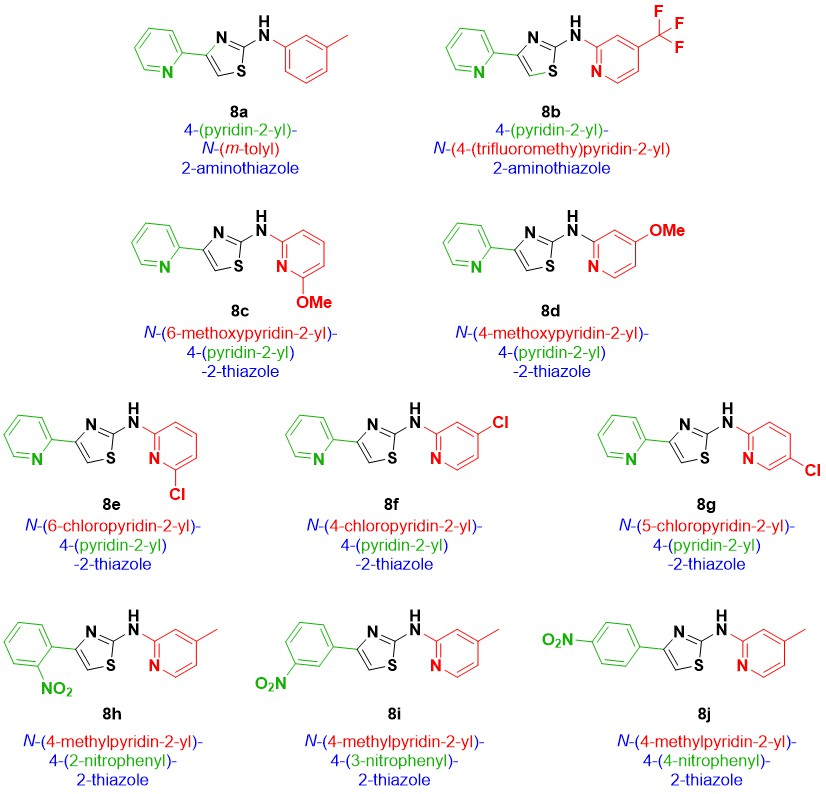 H
N
N
S
N
8a
4-(pyridin-2-yl)-
N-(m-tolyl)
2-aminothiazole
F
F
F
H
N
N
S
N
N
8b
4-(pyridin-2-yl)-
N-(4-(trifluoromethy)pyridin-2-yl)
2-aminothiazole
H
N
N
S
N
N
OMe
8c
N-(6-methoxypyridin-2-yl)-
4-(pyridin-2-yl)
-2-thiazole
H
N
OMe
N
S
N
N
8d
N-(4-methoxypyridin-2-yl)-
4-(pyridin-2-yl)
-2-thiazole
H
N
N
S
N
N
Cl
8e
N-(6-chloropyridin-2-yl)-
4-(pyridin-2-yl)
-2-thiazole
H
N
Cl
N
S
N
N
8f
N-(4-chloropyridin-2-yl)-
4-(pyridin-2-yl)
-2-thiazole
H
N
N
S
N
N
Cl
8g
N-(5-chloropyridin-2-yl)-
4-(pyridin-2-yl)
-2-thiazole
H
N
N
S
N
NO2
8h
N-(4-methylpyridin-2-yl)-
4-(2-nitrophenyl)-
2-thiazole
H
N
N
S
N
O2N
8i
N-(4-methylpyridin-2-yl)-
4-(3-nitrophenyl)-
2-thiazole
H
N
O2N
N
S
N
8j
N-(4-methylpyridin-2-yl)-
4-(4-nitrophenyl)-
2-thiazole